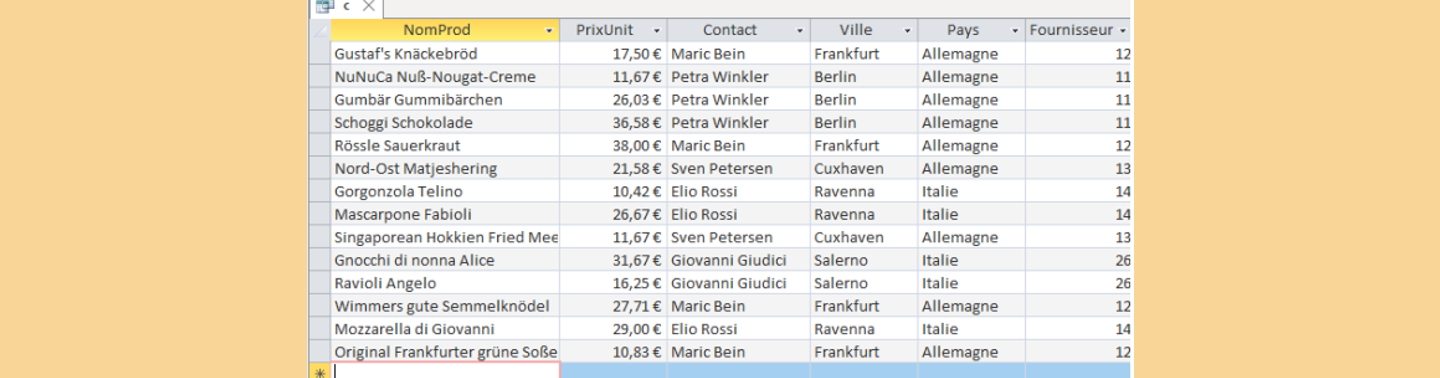 c
NomProd PrixUnit Contact Ville Pays Fournisseur
Gustaf's Knäckebröd 17,50 € Maric Bein Frankfurt Allemagne 12
NuNuCa Nuß-Nougat-Creme 11,67 € Petra Winkler Berlin Allemagne 11
Gumbär Gummibärchen 26,03 € Petra Winkler Berlin Allemagne 11
Schoggi Schokolade 36,58 € Petra Winkler Berlin Allemagne 11
Rössle Sauerkraut 38,00 € Maric Bein Frankfurt Allemagne 12
Nord-Ost Matjeshering 21,58 € Sven Petersen Cuxhaven Allemagne 13
Gorgonzola Telino 10,42 € Elio Rossi Ravenna Italie 14
Mascarpone Fabioli 26,67 € Elio Rossi Ravenna Italie 14
Singaporean Hokkien Fried Mee 11,67 € Sven Petersen Cuxhaven Allemagne 13
Gnocchi di nonna Alice 31,67 € Giovanni Giudici Salerno Italie 26
Ravioli Angelo 16,25 € Giovanni Giudici Salerno Italie 26
Wimmers gute Semmelknödel 27,71 € Maric Bein Frankfurt Allemagne 12
Mozzarella di Giovanni 29,00 € Elio Rossi Ravenna Italie 14
Original Frankfurter grüne Soße 10,83 € Maric Bein Frankfurt Allemagne 12